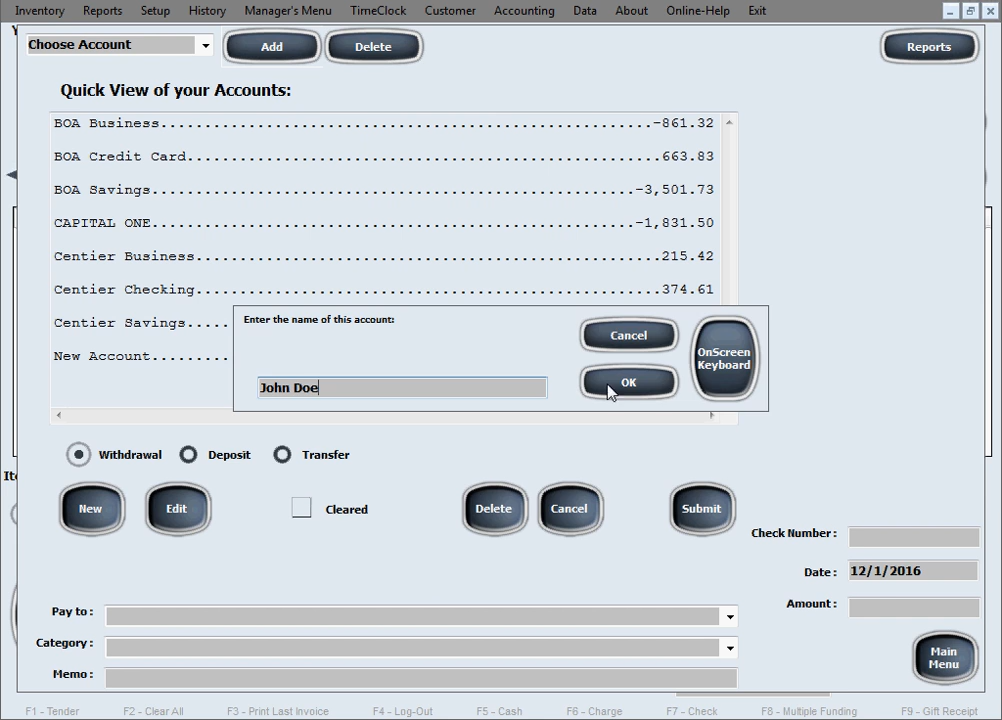 Inventory Reports Setup History Manager's Menu TimeClock Customer Accounting Data About Online-Help Exit
Choose Account Add Delete Reports
Quick View of your Accounts:
BOA Business........................................................-861.32
BOA Credit Card......................................................663.83
BOA Savings.......................................................-3,501.73
CAPITAL ONE.......................................................-1,831.50
Centier Business.....................................................215.42
Centier Checking.....................................................374.61
Centier Savings.....
New Account.........
Enter the name of this account:
John Doe
Cancel
OK
OnScreen
Keyboard
Withdrawal Deposit Transfer
New Edit Cleared Delete Cancel Submit
Check Number:
Date: 12/1/2016
Amount:
Pay to:
Category:
Memo:
Main
Menu
F1 - Tender F2 - Clear All F3 - Print Last Invoice F4 - Log-Out F5 - Cash F6 - Charge F7 - Check F8 - Multiple Funding F9 - Gift Receipt